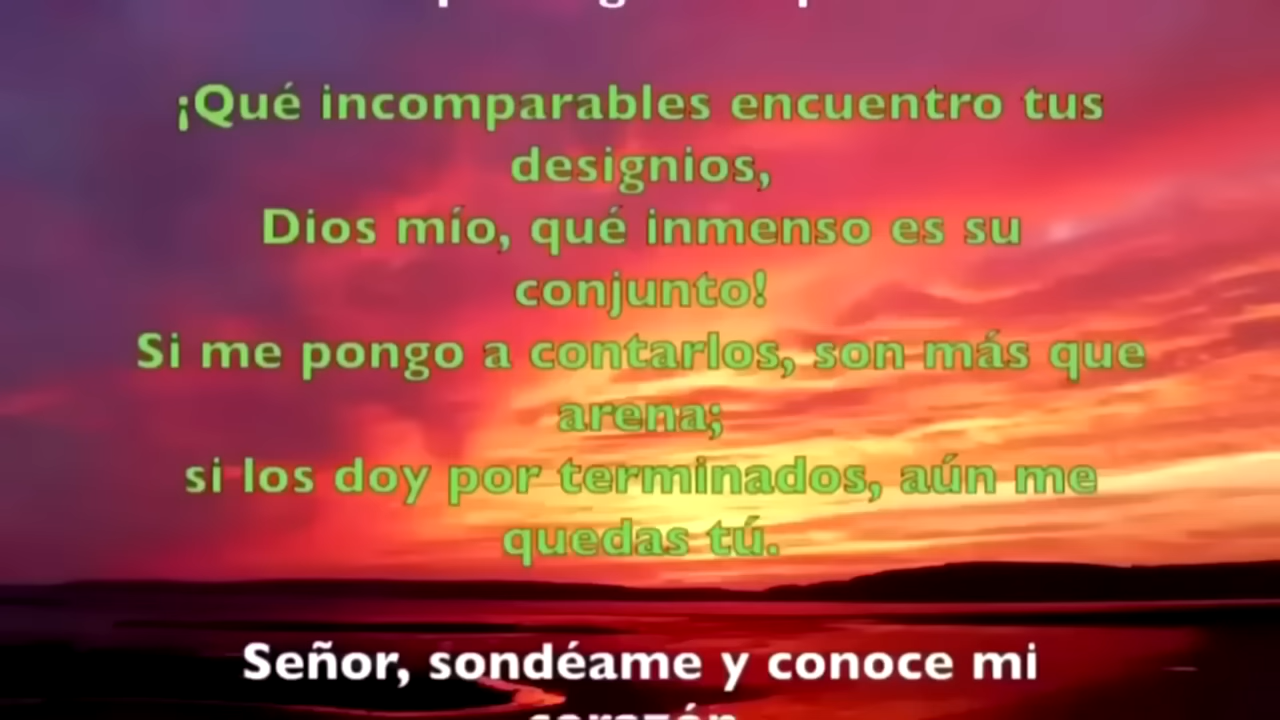 ¡Qué incomparables encuentro tus
designios,
Dios mío, qué inmenso es su
conjunto!
Si me pongo a contarlos, son más que
arena;
si los doy por terminados, aún me
quedas tú.
Señor, sondéame y conoce mi
corazón